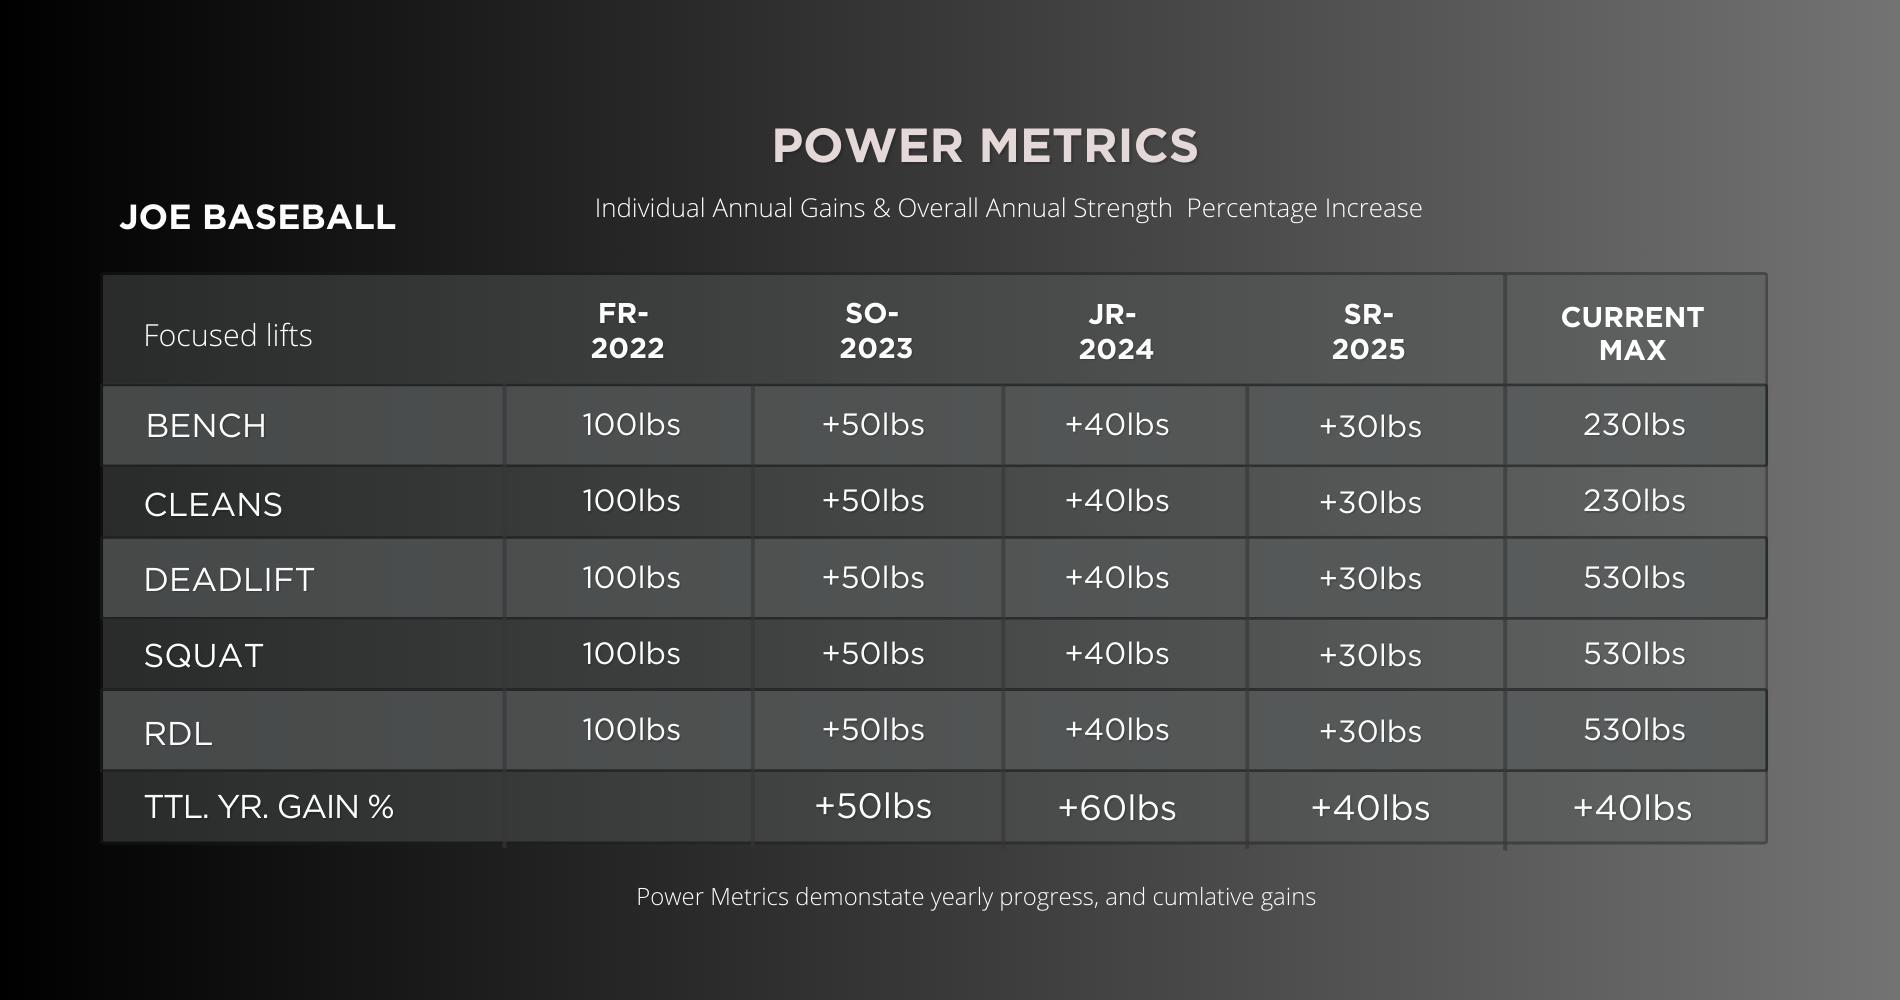 POWER METRICS
JOE BASEBALL
Individual Annual Gains & Overall Annual Strength Percentage Increase
Focused lifts FR-2022 SO-2023 JR-2024 SR-2025 CURRENT MAX
BENCH 100lbs +50lbs +40lbs +30lbs 230lbs
CLEANS 100lbs +50lbs +40lbs +30lbs 230lbs
DEADLIFT 100lbs +50lbs +40lbs +30lbs 530lbs
SQUAT 100lbs +50lbs +40lbs +30lbs 530lbs
RDL 100lbs +50lbs +40lbs +30lbs 530lbs
TTL. YR. GAIN % +50lbs +60lbs +40lbs +40lbs
Power Metrics demonstate yearly progress, and cumlative gains